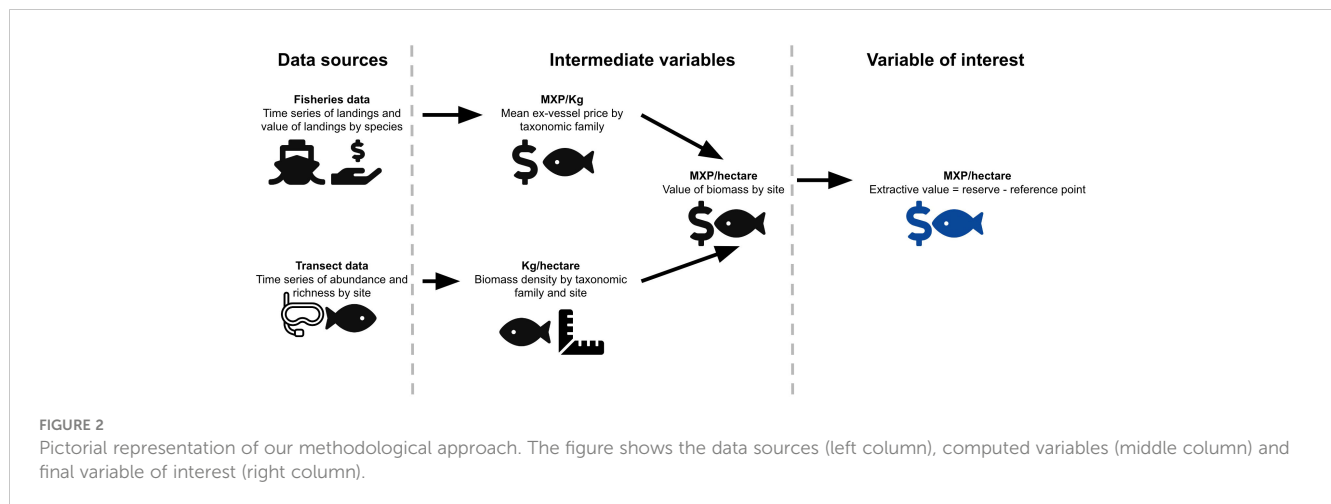 Data sources
Intermediate variables
Variable of interest
Fisheries data
Time series of landings and
value of landings by species
MXP/Kg
Mean ex-vessel price by
taxonomic family
MXP/hectare
Value of biomass by site
MXP/hectare
Extractive value = reserve - reference point
Transect data
Time series of abundance and
richness by site
Kg/hectare
Biomass density by taxonomic
family and site
FIGURE 2
Pictorial representation of our methodological approach. The figure shows the data sources (left column), computed variables (middle column) and
final variable of interest (right column).